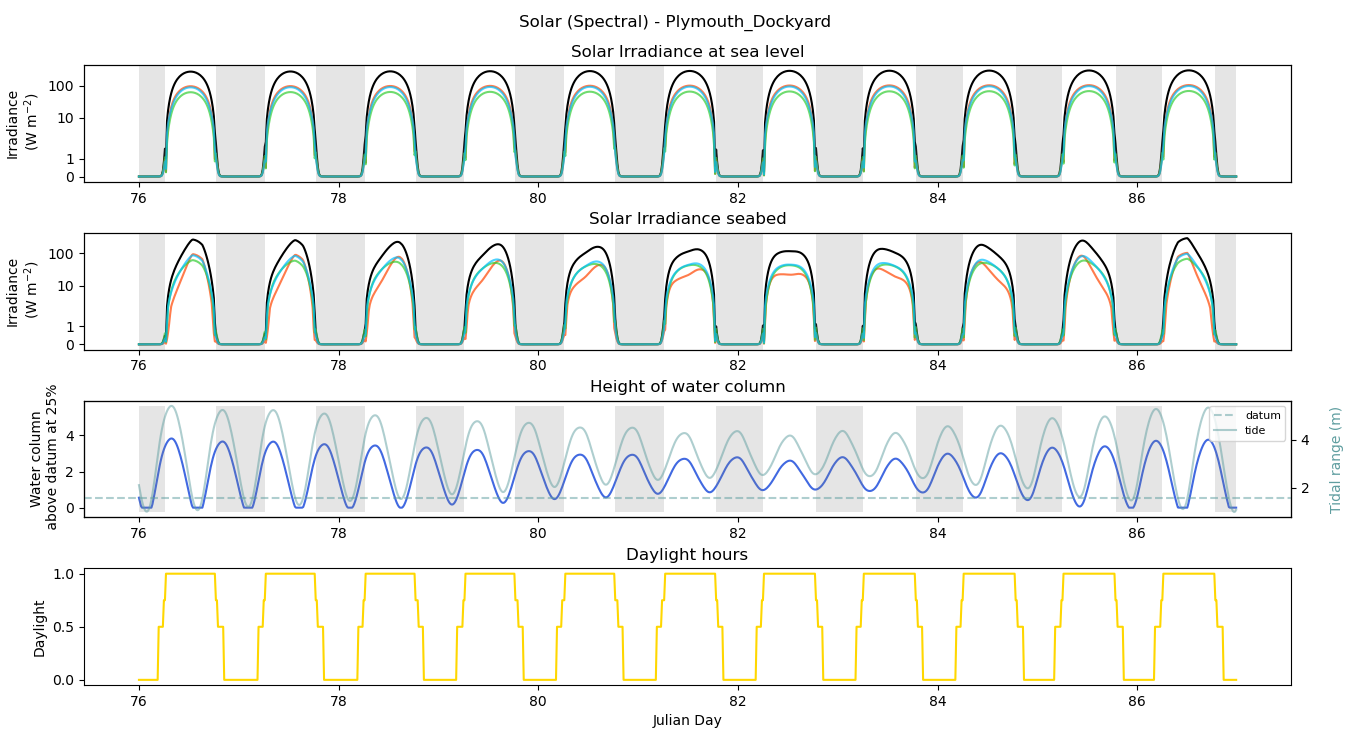 Solar (Spectral) - Plymouth_Dockyard
Solar Irradiance at sea level
Irradiance
(W m⁻²)
100
10
1
0
76
78
80
82
84
86
Solar Irradiance seabed
Irradiance
(W m⁻²)
100
10
1
0
76
78
80
82
84
86
Height of water column
Water column
above datum at 25%
4
2
0
datum
tide
4
2
Tidal range (m)
76
78
80
82
84
86
Daylight hours
Daylight
1.0
0.5
0.0
76
78
80
82
84
86
Julian Day